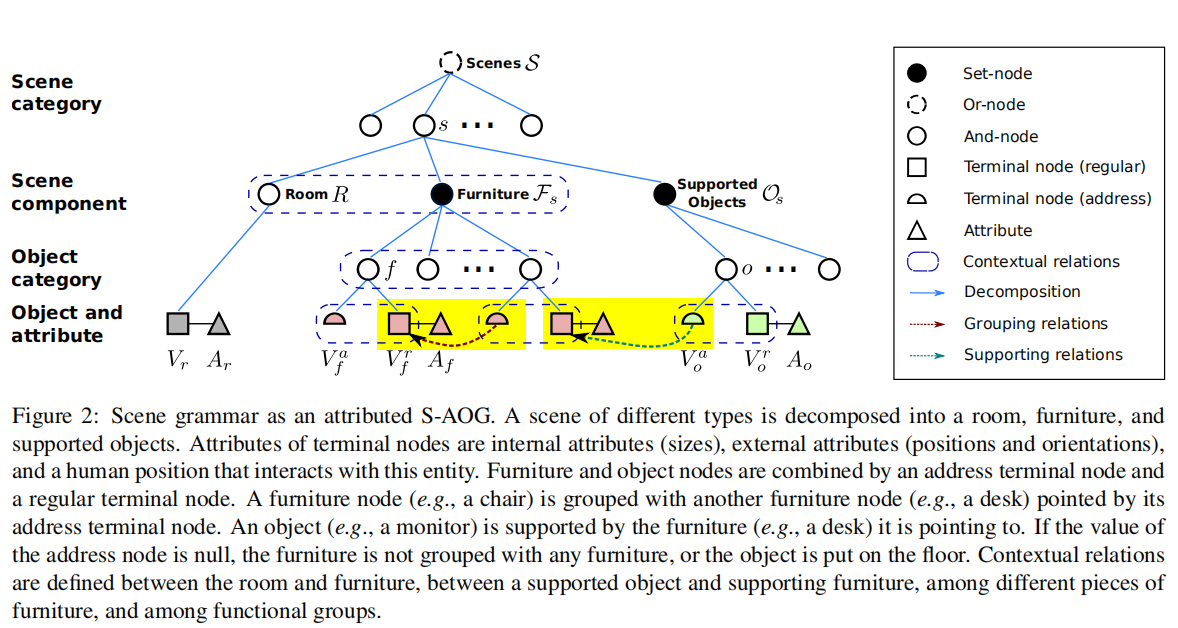 Scenes 𝒮
Scene
category
s ···
Scene
component
Room R
Furniture ℱₛ
Supported
Objects 𝒪ₛ
Object
category
f ···
o ···
Object and
attribute
Vᵣ Aᵣ
V_f^a V_f^r A_f
V_o^a V_o^r A_o
Set-node
Or-node
And-node
Terminal node (regular)
Terminal node (address)
Attribute
Contextual relations
Decomposition
Grouping relations
Supporting relations
Figure 2: Scene grammar as an attributed S-AOG. A scene of different types is decomposed into a room, furniture, and
supported objects. Attributes of terminal nodes are internal attributes (sizes), external attributes (positions and orientations),
and a human position that interacts with this entity. Furniture and object nodes are combined by an address terminal node and
a regular terminal node. A furniture node (e.g., a chair) is grouped with another furniture node (e.g., a desk) pointed by its
address terminal node. An object (e.g., a monitor) is supported by the furniture (e.g., a desk) it is pointing to. If the value of
the address node is null, the furniture is not grouped with any furniture, or the object is put on the floor. Contextual relations
are defined between the room and furniture, between a supported object and supporting furniture, among different pieces of
furniture, and among functional groups.